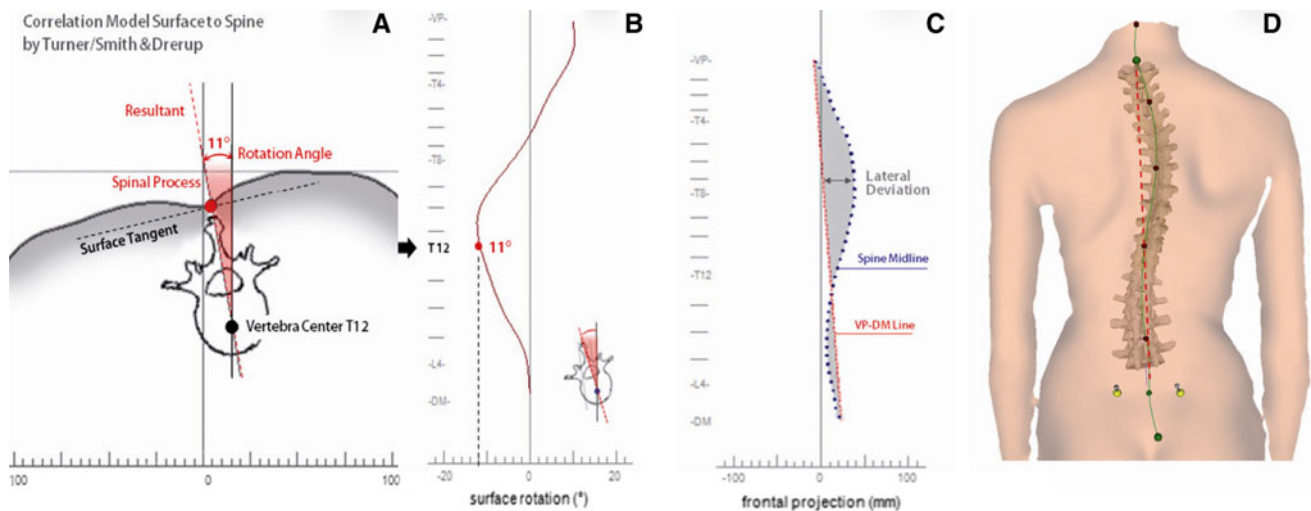 Correlation Model Surface to Spine
by Turner/Smith & Drerup
A
Resultant
11°
Rotation Angle
Spinal Process
Surface Tangent
Vertebra Center T12
100
0
100
B
-VP-
-T4-
-T8-
T12
11°
-L4-
-DM-
-20
0
20
surface rotation (°)
C
-VP-
-T4-
-T8-
Lateral
Deviation
Spine Midline
-T12
VP-DM Line
-L4-
-DM
-100
0
100
frontal projection (mm)
D